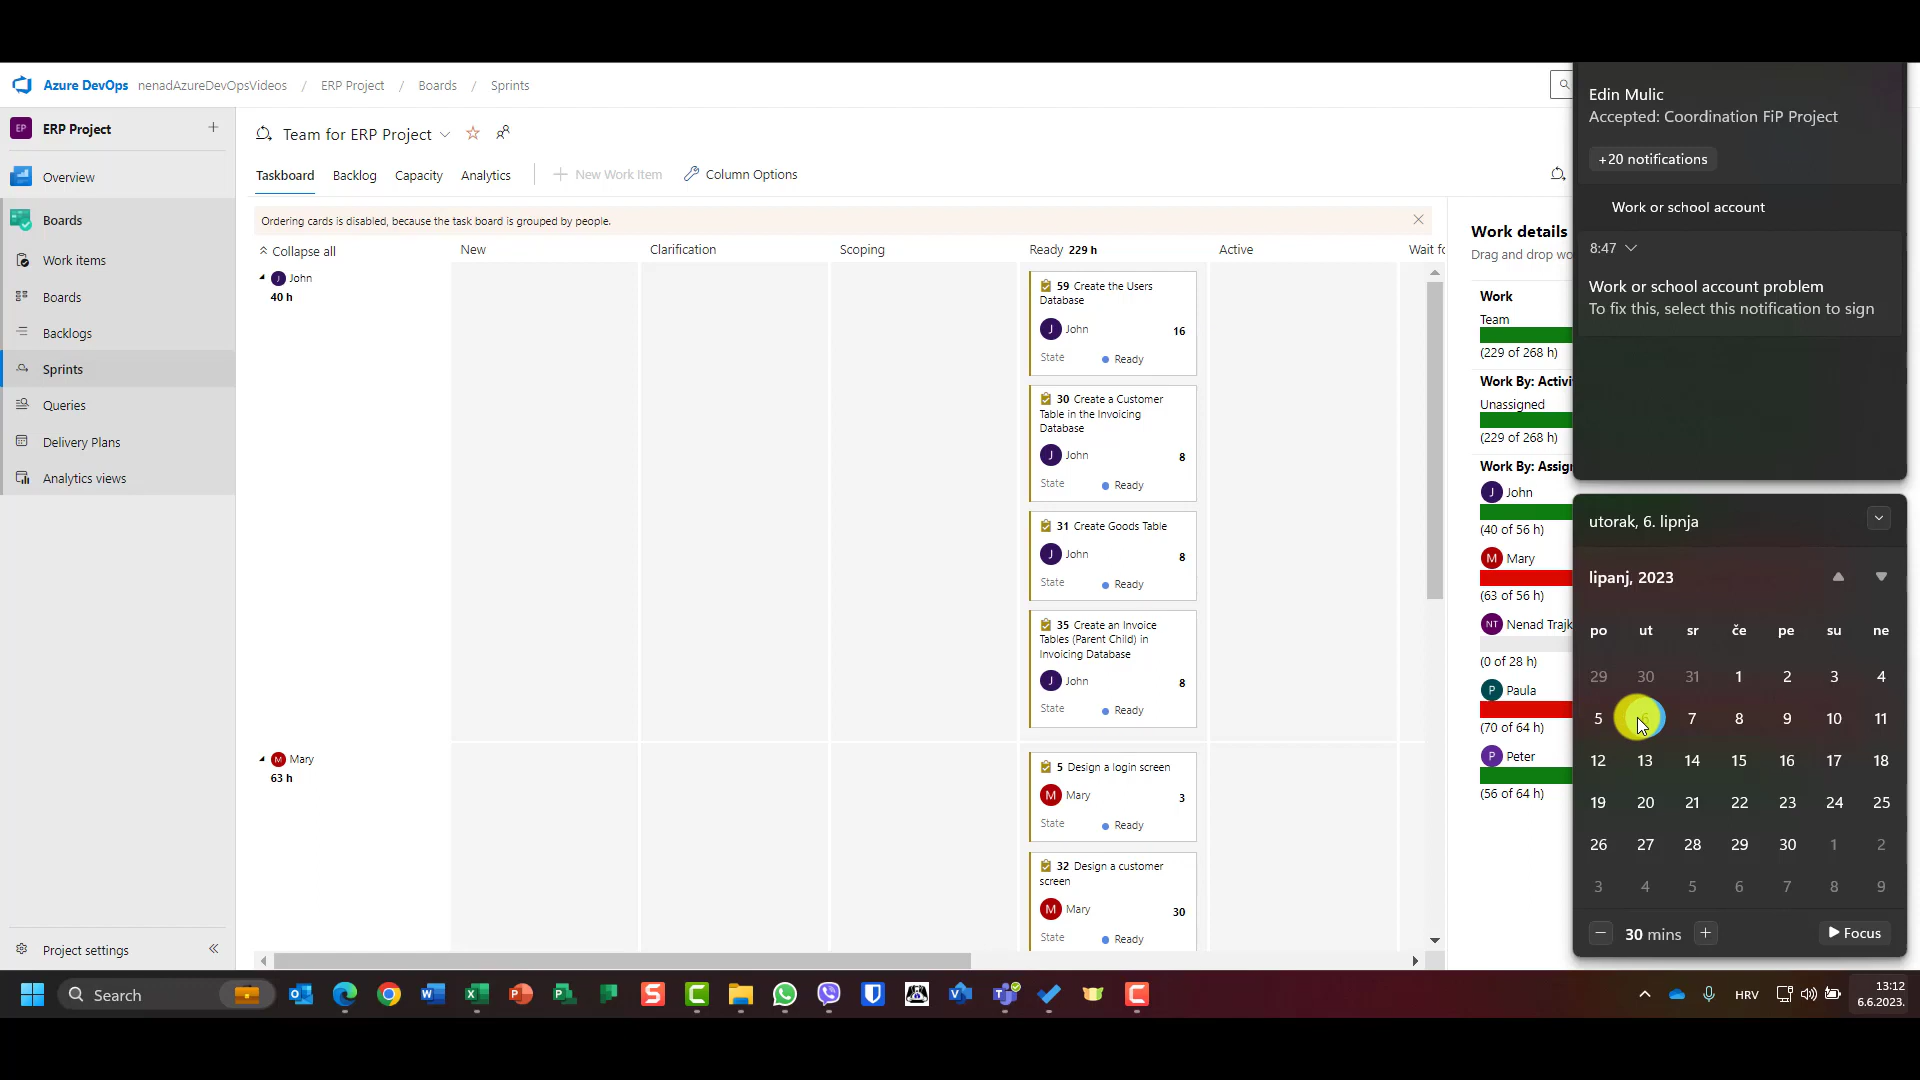 Azure DevOps nenadAzureDevOpsVideos / ERP Project / Boards / Sprints
EP ERP Project
Overview
Boards
Work items
Boards
Backlogs
Sprints
Queries
Delivery Plans
Analytics views
Project settings
Team for ERP Project
Taskboard Backlog Capacity Analytics New Work Item Column Options
Ordering cards is disabled, because the task board is grouped by people.
Collapse all New Clarification Scoping Ready 229 h Active Wait fo
J John
40 h
59 Create the Users
Database
J John 16
State Ready
30 Create a Customer
Table in the Invoicing
Database
J John 8
State Ready
31 Create Goods Table
J John 8
State Ready
35 Create an Invoice
Tables (Parent Child) in
Invoicing Database
J John 8
State Ready
M Mary
63 h
5 Design a login screen
M Mary 3
State Ready
32 Design a customer
screen
M Mary 30
State Ready
Work details
Drag and drop wo
Work
Team
(229 of 268 h)
Work By: Activi
Unassigned
(229 of 268 h)
Work By: Assign
J John
(40 of 56 h)
M Mary
(63 of 56 h)
NT Nenad Trajk
(0 of 28 h)
P Paula
(70 of 64 h)
P Peter
(56 of 64 h)
Edin Mulic
Accepted: Coordination FiP Project
+20 notifications
Work or school account
8:47
Work or school account problem
To fix this, select this notification to sign
utorak, 6. lipnja
lipanj, 2023
po ut sr če pe su ne
29 30 31 1 2 3 4
5 6 7 8 9 10 11
12 13 14 15 16 17 18
19 20 21 22 23 24 25
26 27 28 29 30 1 2
3 4 5 6 7 8 9
30 mins Focus
Search
HRV
13:12
6.6.2023.